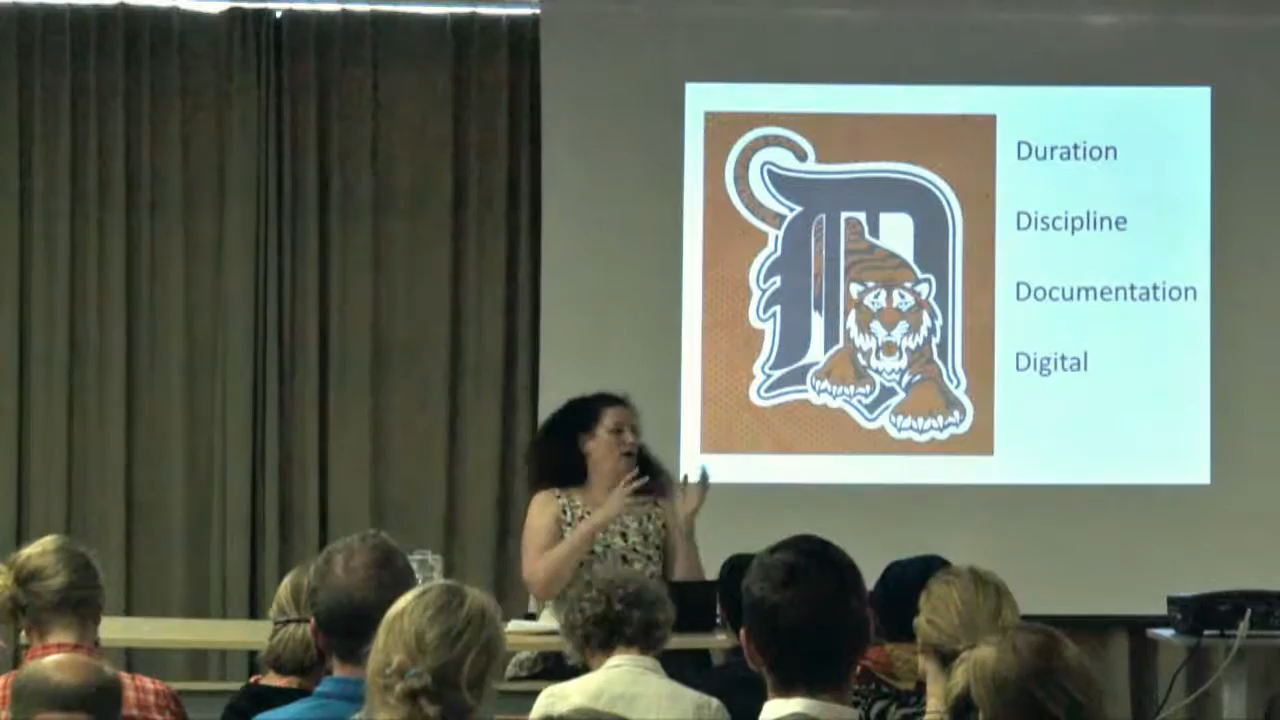 D
Duration
Discipline
Documentation
Digital